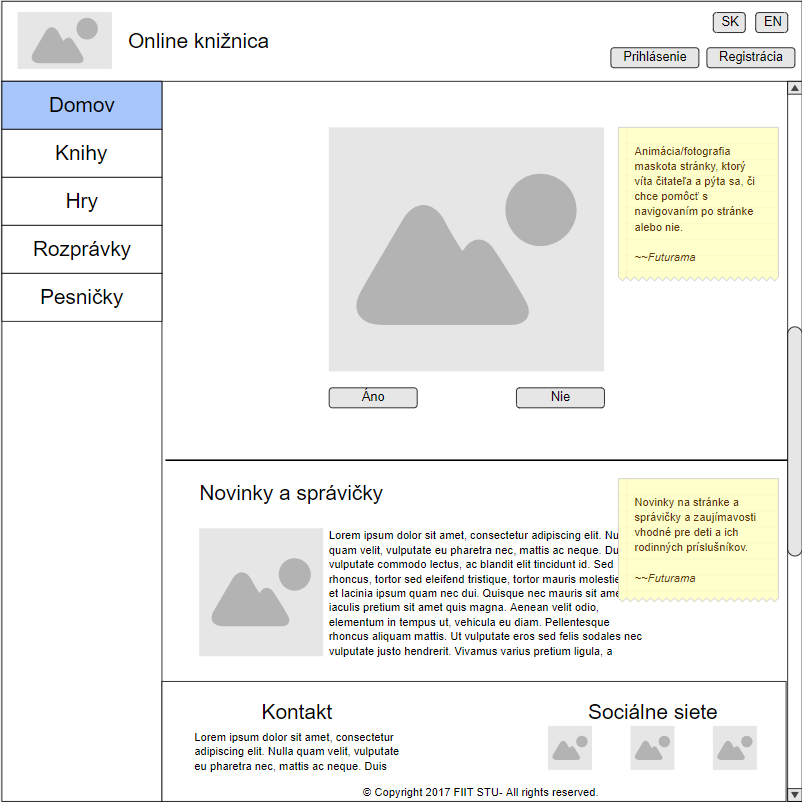 Online knižnica
SK
EN
Prihlásenie
Registrácia
Domov
Knihy
Hry
Rozprávky
Pesničky
Animácia/fotografia
maskota stránky, ktorý
víta čitateľa a pýta sa, či
chce pomôcť s
navigovaním po stránke
alebo nie.
~~Futurama
Áno
Nie
Novinky a správičky
Lorem ipsum dolor sit amet, consectetur adipiscing elit.
quam velit, vulputate eu pharetra nec, mattis ac neque.
vulputate commodo lectus, ac blandit elit tincidunt id. Sed
rhoncus, tortor sed eleifend tristique, tortor mauris
et lacinia ipsum quam nec dui. Quisque nec mauris sit
iaculis pretium sit amet quis magna. Aenean velit odio,
elementum in tempus ut, vehicula eu diam. Pellentesque
rhoncus aliquam mattis. Ut vulputate eros sed felis sodales nec
vulputate justo hendrerit. Vivamus varius pretium ligula, a
Novinky na stránke a
správičky a zaujímavosti
vhodné pre deti a ich
rodinných príslušníkov.
~~Futurama
Kontakt
Lorem ipsum dolor sit amet, consectetur
adipiscing elit. Nulla quam velit, vulputate
eu pharetra nec, mattis ac neque. Duis
Sociálne siete
© Copyright 2017 FIIT STU- All rights reserved.